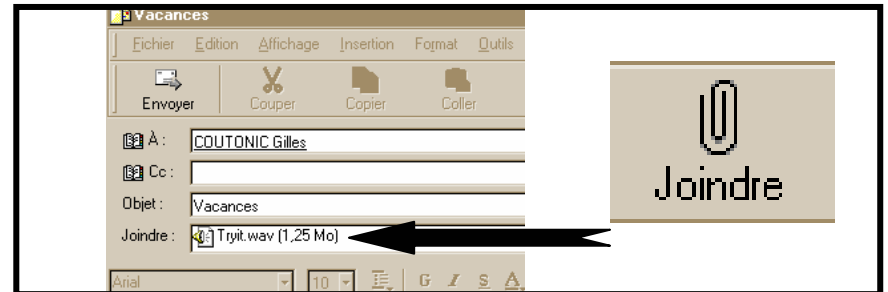 Vacances
Fichier Edition Affichage Insertion Format Outils
Envoyer Couper Copier Coller
À : COUTONIC Gilles
Cc :
Objet : Vacances
Joindre : Tryit.wav (1,25 Mo)
Arial 10 G I S A
Joindre